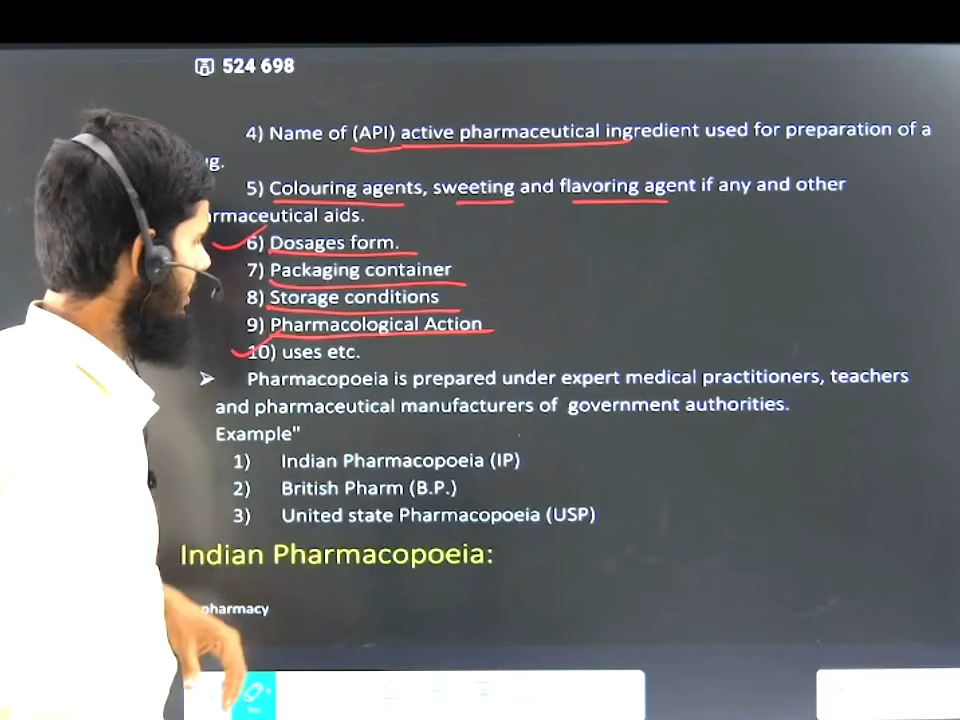 524 698
4) Name of (API) active pharmaceutical ingredient used for preparation of a
ug.
5) Colouring agents, sweeting and flavoring agent if any and other
armaceutical aids.
6) Dosages form.
7) Packaging container
8) Storage conditions
9) Pharmacological Action
10) uses etc.
➢ Pharmacopoeia is prepared under expert medical practitioners, teachers
and pharmaceutical manufacturers of government authorities.
Example"
1) Indian Pharmacopoeia (IP)
2) British Pharm (B.P.)
3) United state Pharmacopoeia (USP)
Indian Pharmacopoeia:
pharmacy